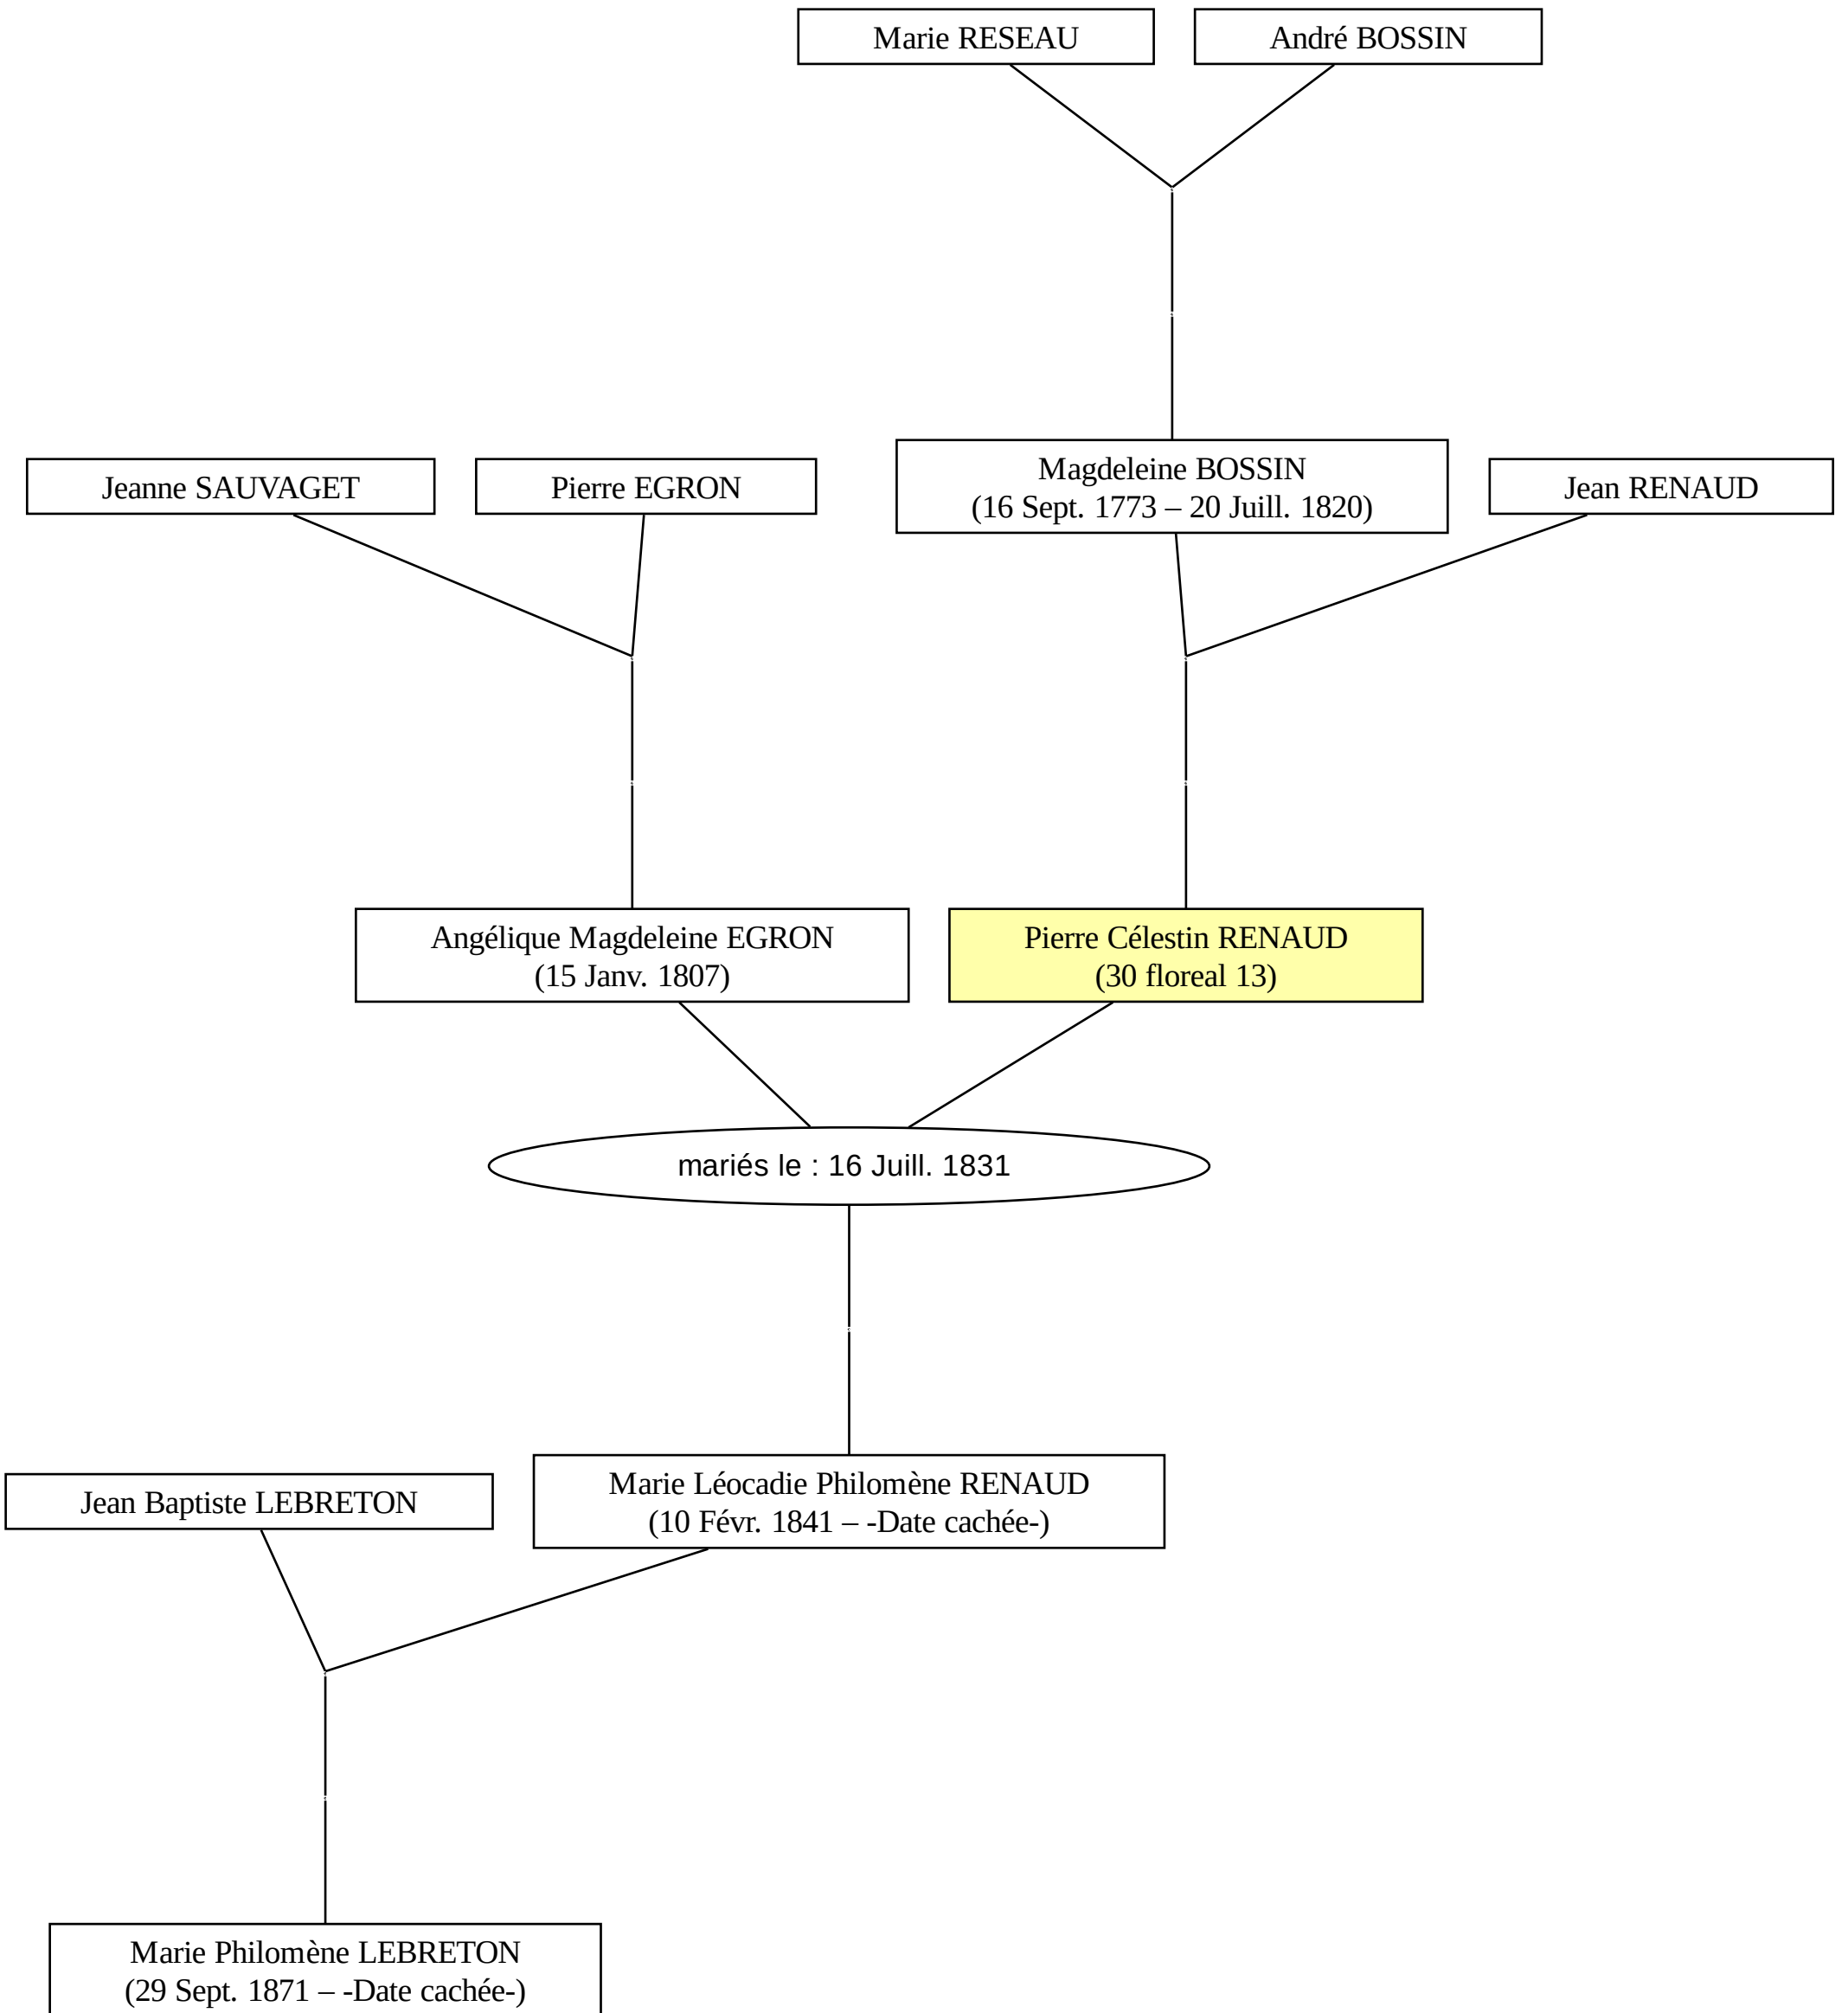 Marie RESEAU
André BOSSIN
Jeanne SAUVAGET
Pierre EGRON
Magdeleine BOSSIN
(16 Sept. 1773 – 20 Juill. 1820)
Jean RENAUD
Angélique Magdeleine EGRON
(15 Janv. 1807)
Pierre Célestin RENAUD
(30 floreal 13)
mariés le : 16 Juill. 1831
Jean Baptiste LEBRETON
Marie Léocadie Philomène RENAUD
(10 Févr. 1841 – -Date cachée-)
Marie Philomène LEBRETON
(29 Sept. 1871 – -Date cachée-)